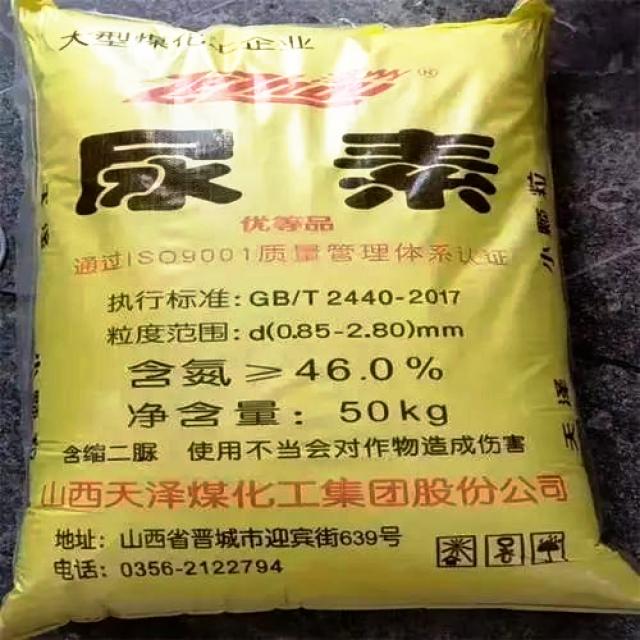 大型煤化工企业
®
尿 素
优等品
通过ISO9001质量管理体系认证
执行标准: GB/T 2440-2017
粒度范围: d(0.85-2.80)mm
含氮 ≥ 46.0%
净含量: 50kg
含缩二脲 使用不当会对作物造成伤害
山西天泽煤化工集团股份公司
地址: 山西省晋城市迎宾街639号
电话: 0356-2122794
小颗粒
天泽